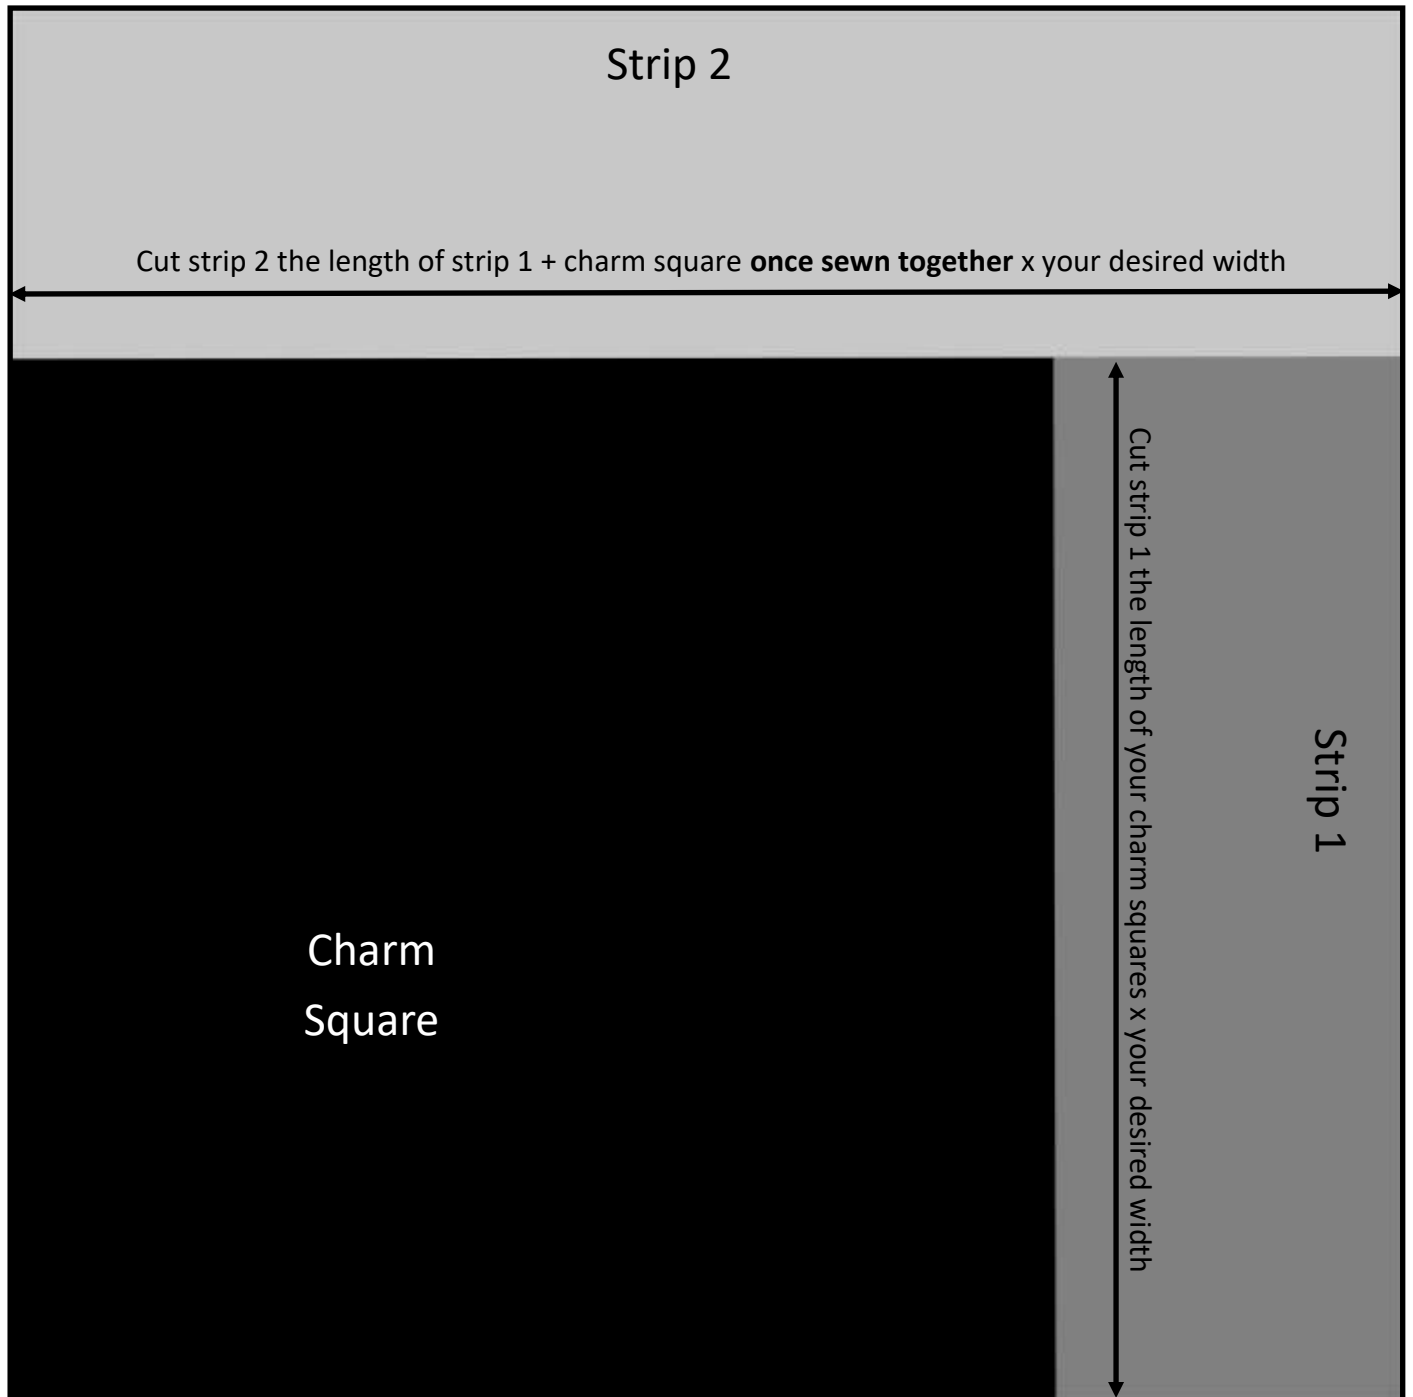 Strip 2
Cut strip 2 the length of strip 1 + charm square once sewn together x your desired width
Cut strip 1 the length of your charm squares x your desired width
Strip 1
Charm
Square